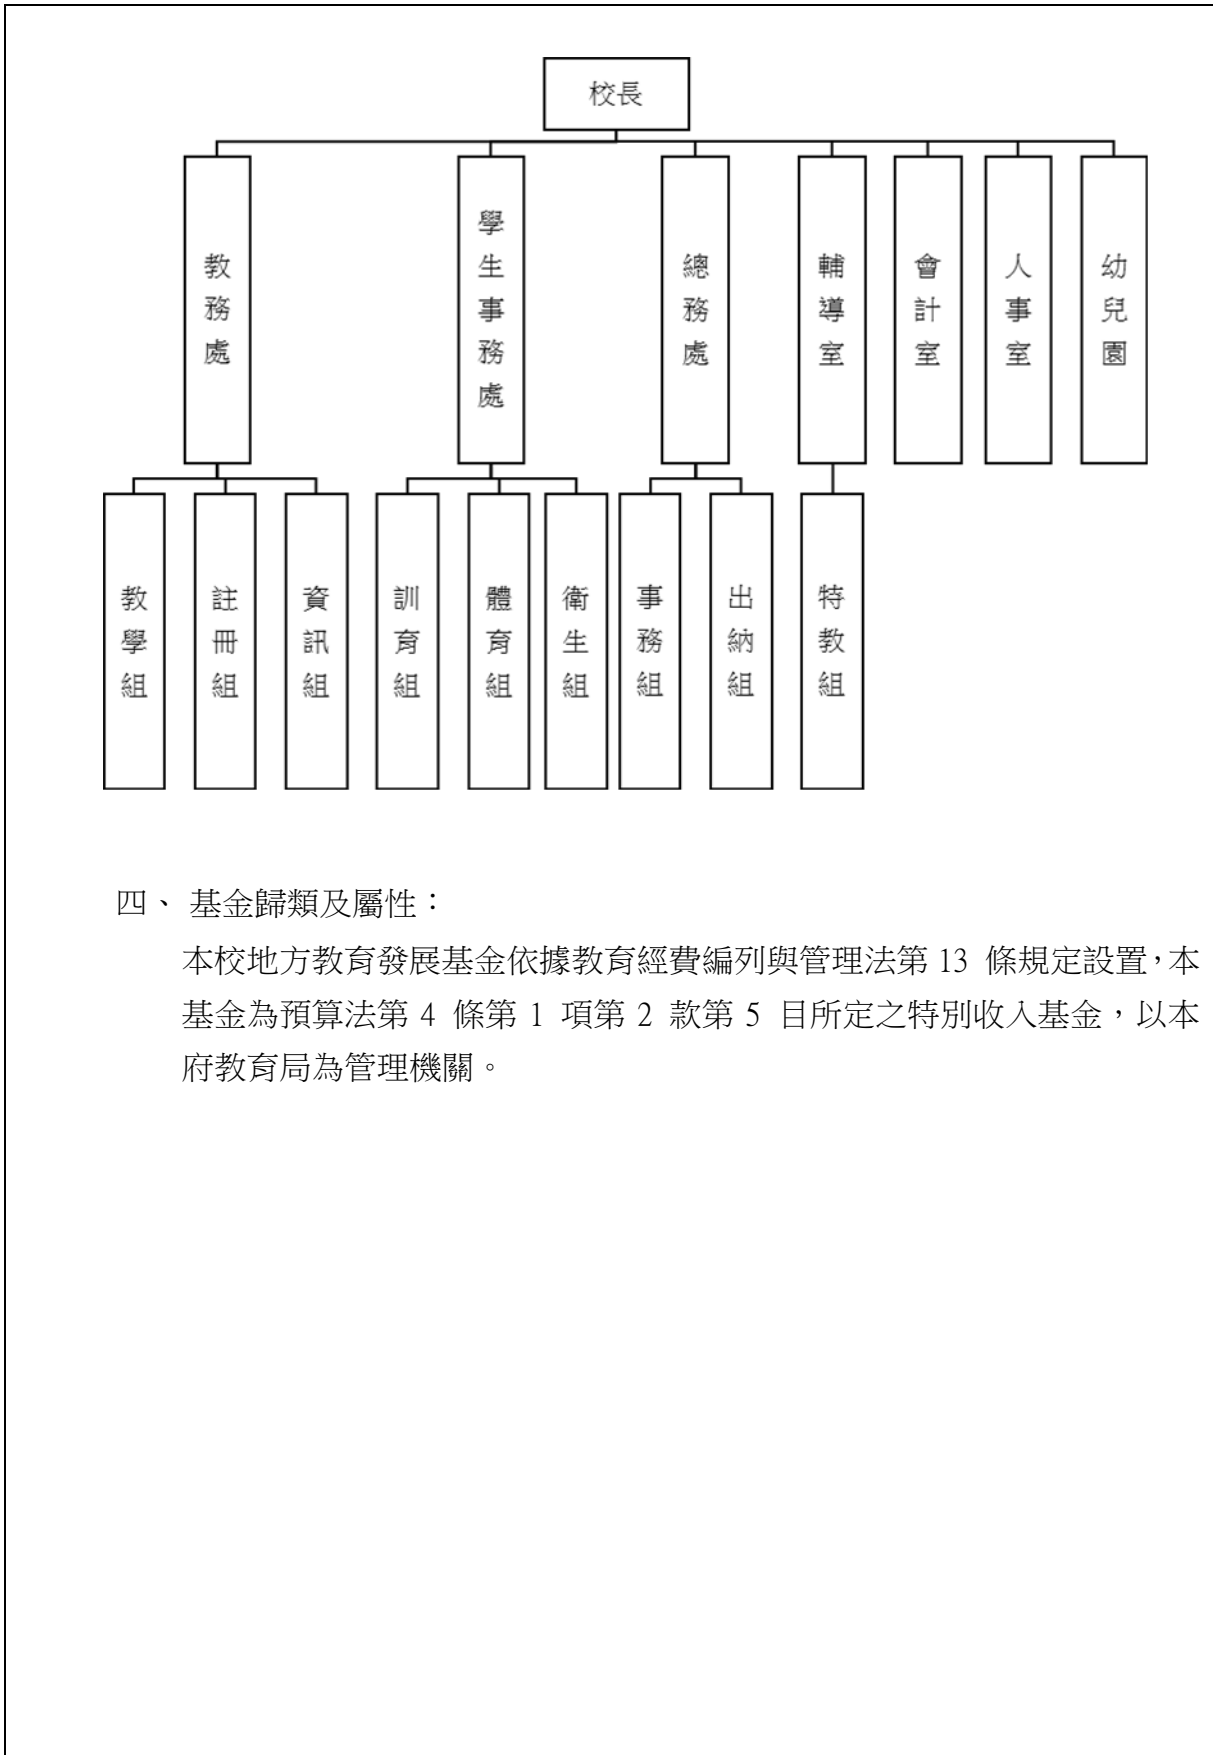 校長
教務處
學生事務處
總務處
輔導室
會計室
人事室
幼兒園
教學組
註冊組
資訊組
訓育組
體育組
衛生組
事務組
出納組
特教組
四、 基金歸類及屬性：
本校地方教育發展基金依據教育經費編列與管理法第 13 條規定設置，本
基金為預算法第 4 條第 1 項第 2 款第 5 目所定之特別收入基金，以本
府教育局為管理機關。